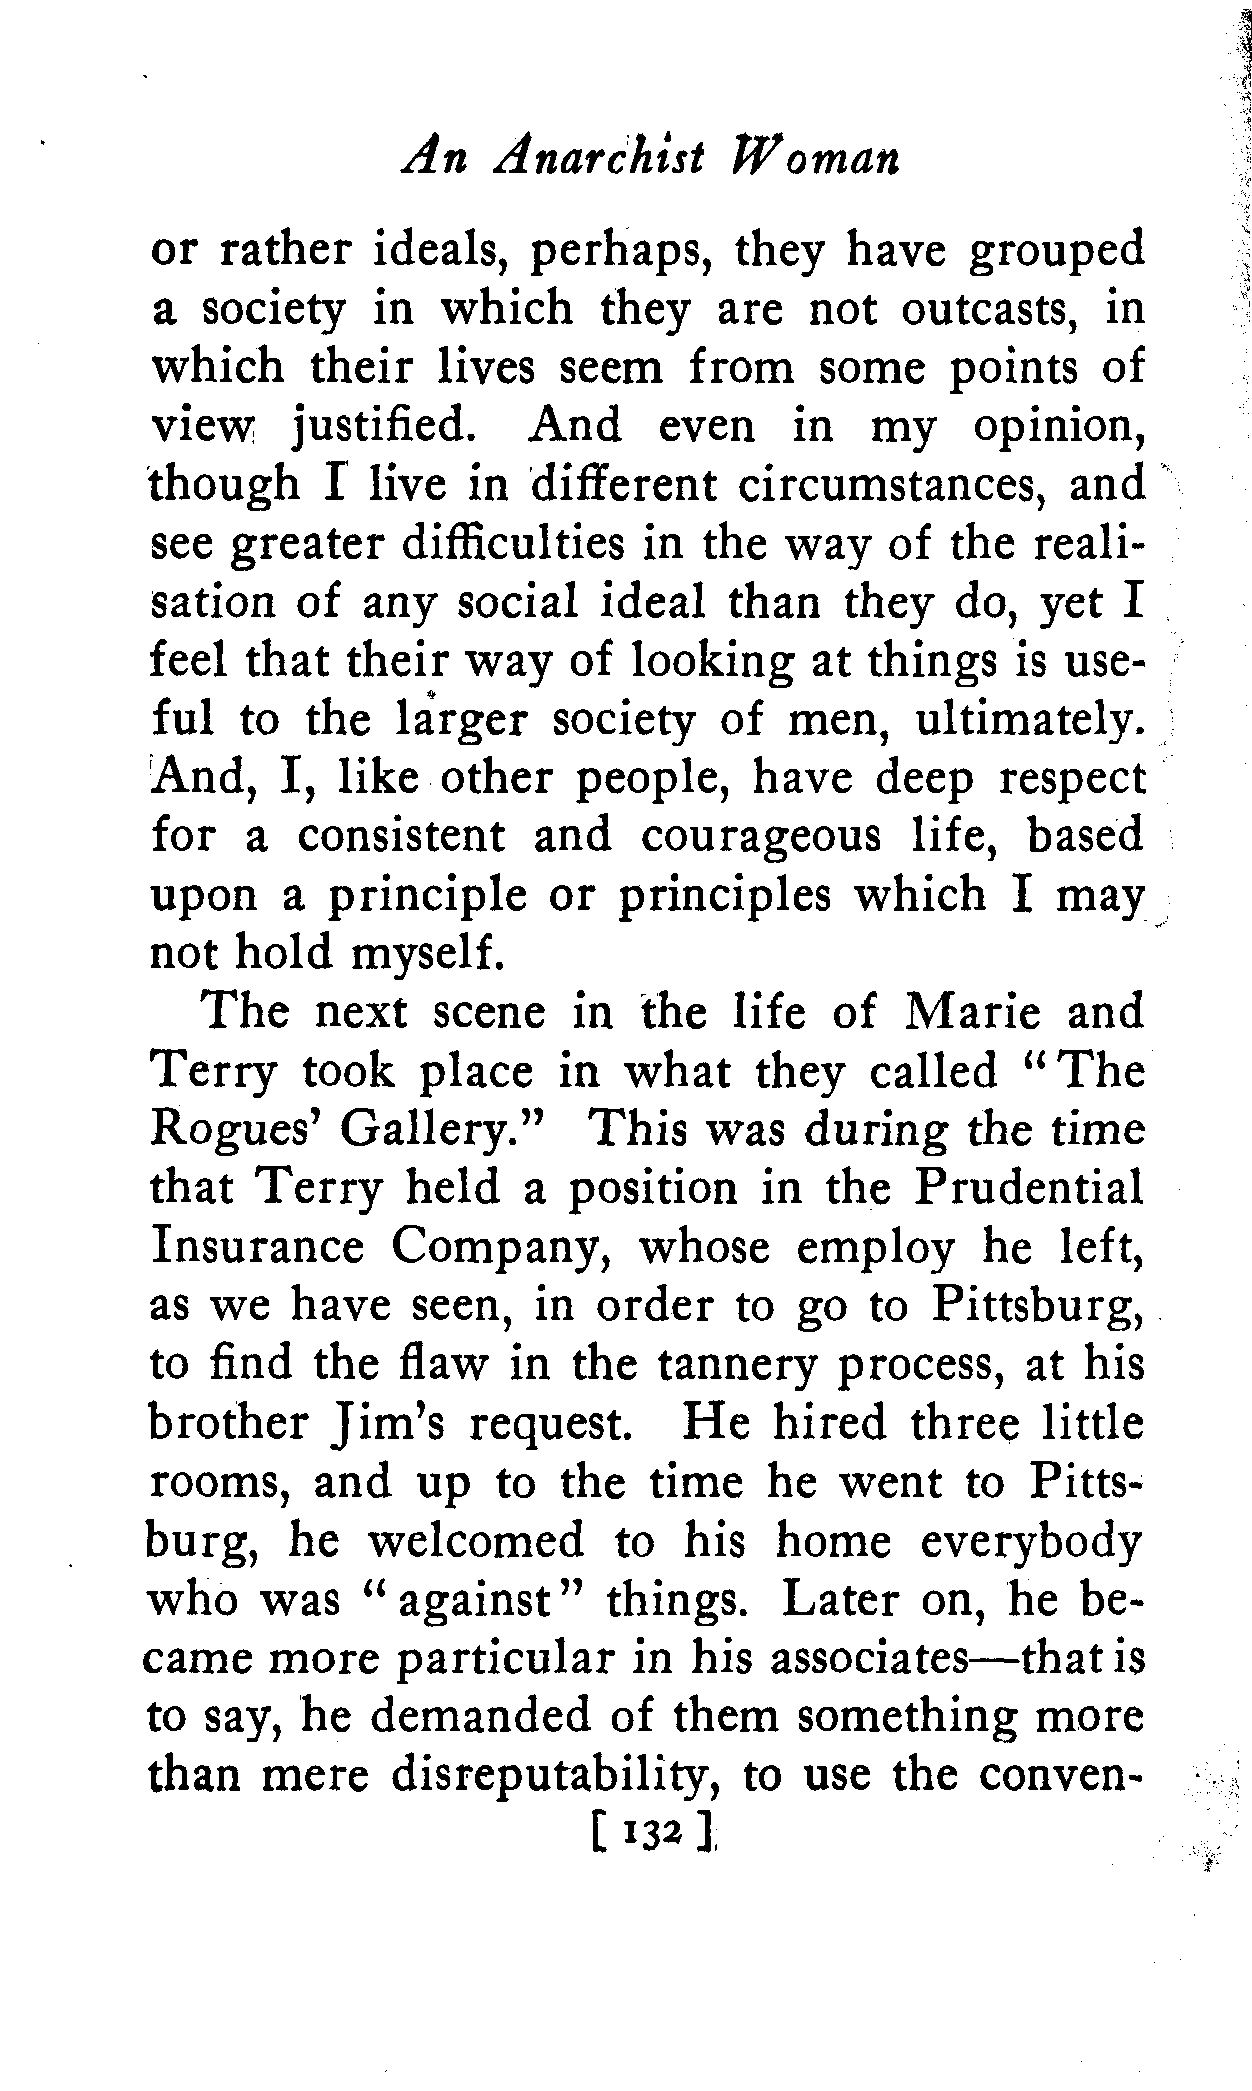 An Anarchist Woman
or rather ideals, perhaps, they have grouped
a society in which they are not outcasts, in
which their lives seem from some points of
view justified. And even in my opinion,
though I live in different circumstances, and
see greater difficulties in the way of the reali-
sation of any social ideal than they do, yet I
feel that their way of looking at things is use-
ful to the larger society of men, ultimately.
And, I, like other people, have deep respect
for a consistent and courageous life, based
upon a principle or principles which I may
not hold myself.
The next scene in the life of Marie and
Terry took place in what they called "The
Rogues' Gallery." This was during the time
that Terry held a position in the Prudential
Insurance Company, whose employ he left,
as we have seen, in order to go to Pittsburg,
to find the flaw in the tannery process, at his
brother Jim's request. He hired three little
rooms, and up to the time he went to Pitts-
burg, he welcomed to his home everybody
who was "against" things. Later on, he be-
came more particular in his associates—that is
to say, he demanded of them something more
than mere disreputability, to use the conven-
[ 132 ]